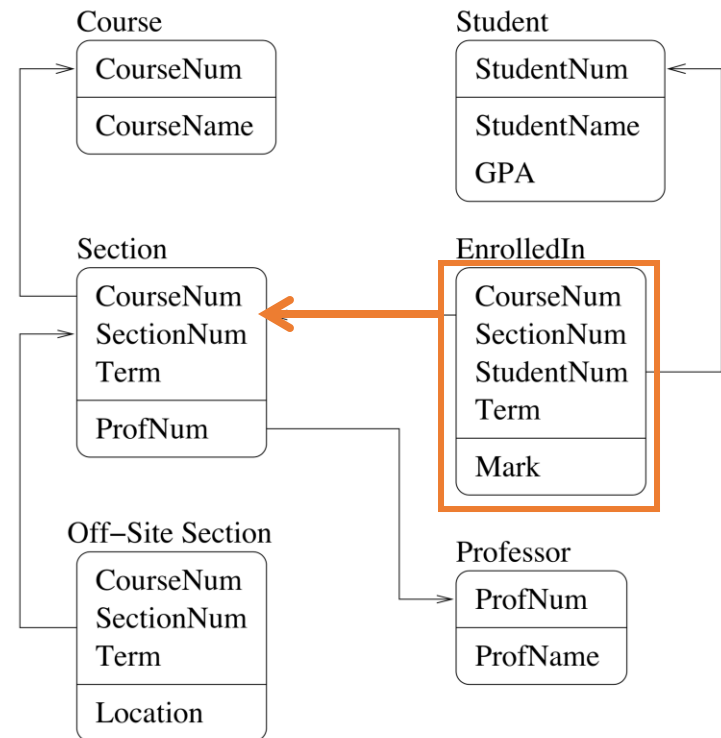 Course
CourseNum
CourseName
Student
StudentNum
StudentName
GPA
Section
CourseNum
SectionNum
Term
ProfNum
EnrolledIn
CourseNum
SectionNum
StudentNum
Term
Mark
Off−Site Section
CourseNum
SectionNum
Term
Location
Professor
ProfNum
ProfName